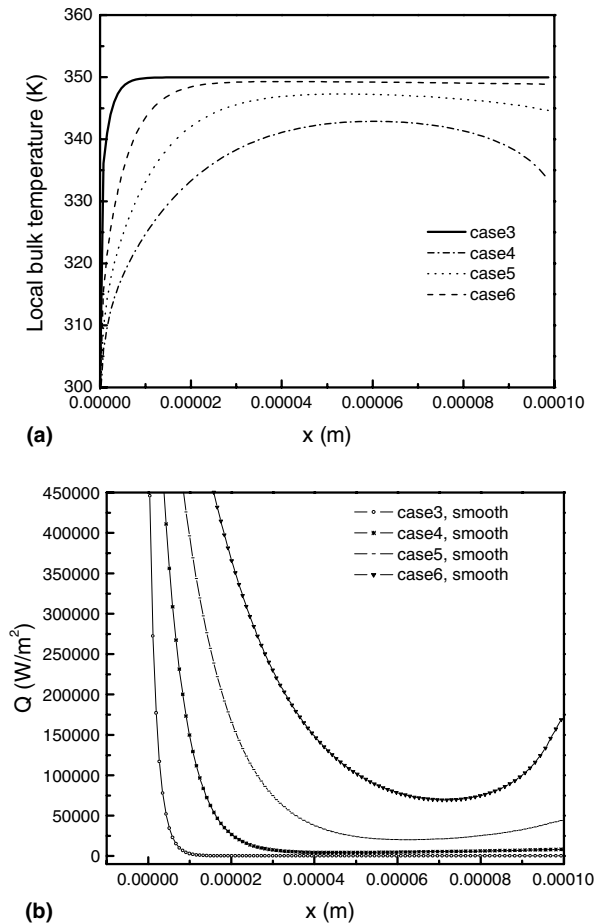 360
350
340
330
320
310
300
Local bulk temperature (K)
case3
case4
case5
case6
0.00000 0.00002 0.00004 0.00006 0.00008 0.00010
(a)
x (m)
450000
400000
350000
300000
250000
200000
150000
100000
50000
0
Q (W/m²)
case3, smooth
case4, smooth
case5, smooth
case6, smooth
0.00000 0.00002 0.00004 0.00006 0.00008 0.00010
(b)
x (m)